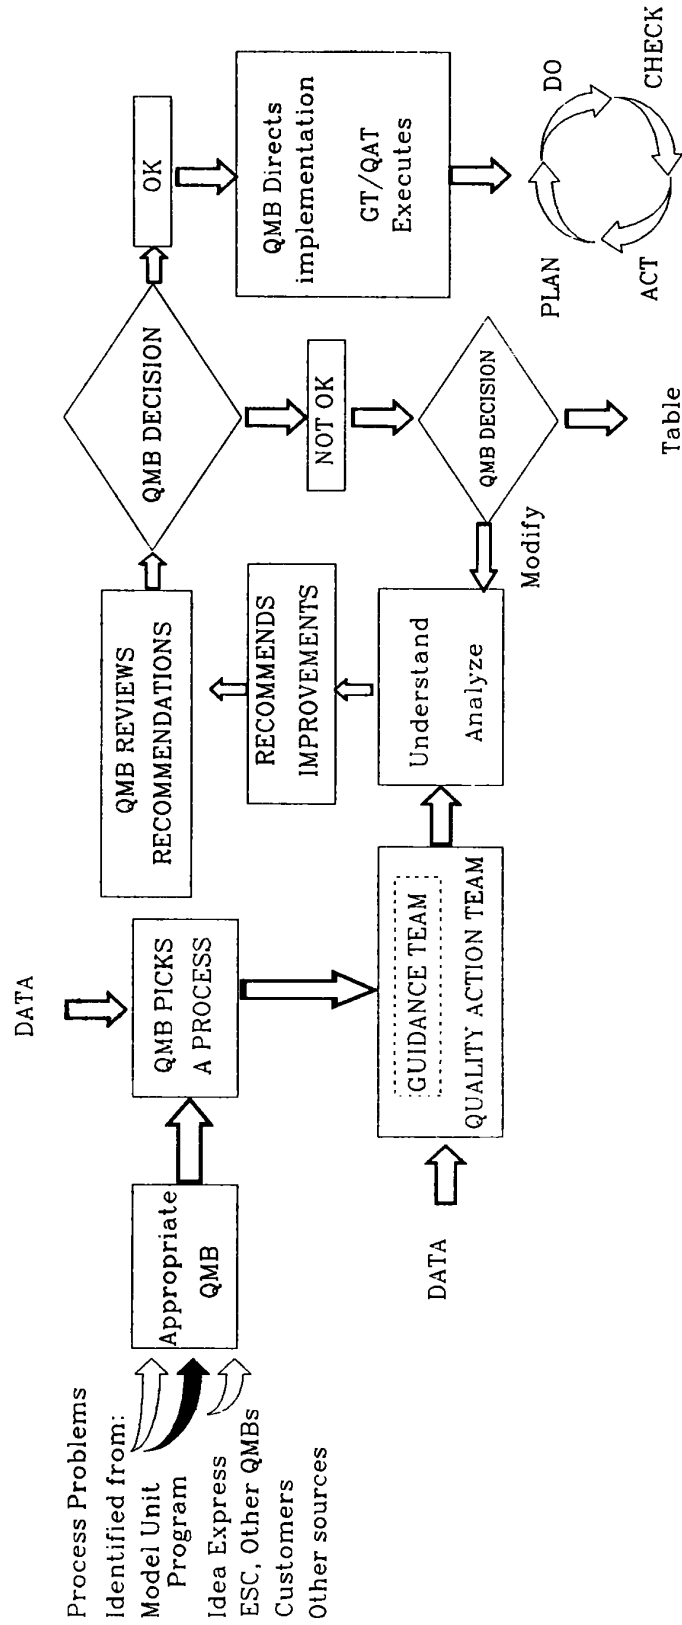 Process Problems
Identified from:
Model Unit
Program
Idea Express
ESC, Other QMBs
Customers
Other sources
Appropriate
QMB
DATA
QMB PICKS
A PROCESS
DATA
GUIDANCE TEAM
QUALITY ACTION TEAM
Understand
Analyze
RECOMMENDS
IMPROVEMENTS
QMB REVIEWS
RECOMMENDATIONS
QMB DECISION
OK
QMB Directs
implementation
GT/QAT
Executes
PLAN
DO
CHECK
ACT
NOT OK
QMB DECISION
Modify
Table